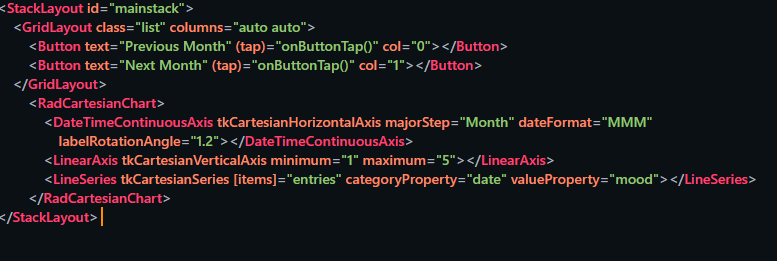 <StackLayout id="mainstack">
<GridLayout class="list" columns="auto auto">
<Button text="Previous Month" (tap)="onButtonTap()" col="0"></Button>
<Button text="Next Month" (tap)="onButtonTap()" col="1"></Button>
</GridLayout>
<RadCartesianChart>
<DateTimeContinuousAxis tkCartesianHorizontalAxis majorStep="Month" dateFormat="MMM"
labelRotationAngle="1.2"></DateTimeContinuousAxis>
<LinearAxis tkCartesianVerticalAxis minimum="1" maximum="5"></LinearAxis>
<LineSeries tkCartesianSeries [items]="entries" categoryProperty="date" valueProperty="mood"></LineSeries>
</RadCartesianChart>
</StackLayout>